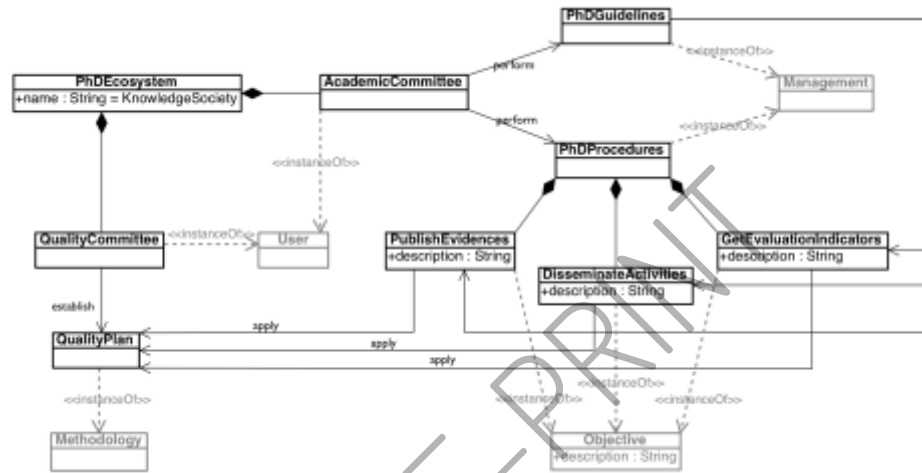 PhDGuidelines
perform
<<instanceOf>>
PhDEcosystem
+name : String = KnowledgeSociety
AcademicCommittee
Management
perform
<<instanceOf>>
PhDProcedures
<<instanceOf>>
QualityCommittee
<<instanceOf>>
User
PublishEvidences
+description : String
GetEvaluationIndicators
+description : String
DisseminateActivities
+description : String
establish
apply
QualityPlan
apply
apply
<<instanceOf>>
<<instanceOf>>
<<instanceOf>>
<<instanceOf>>
Methodology
Objective
+description : String
PRINT